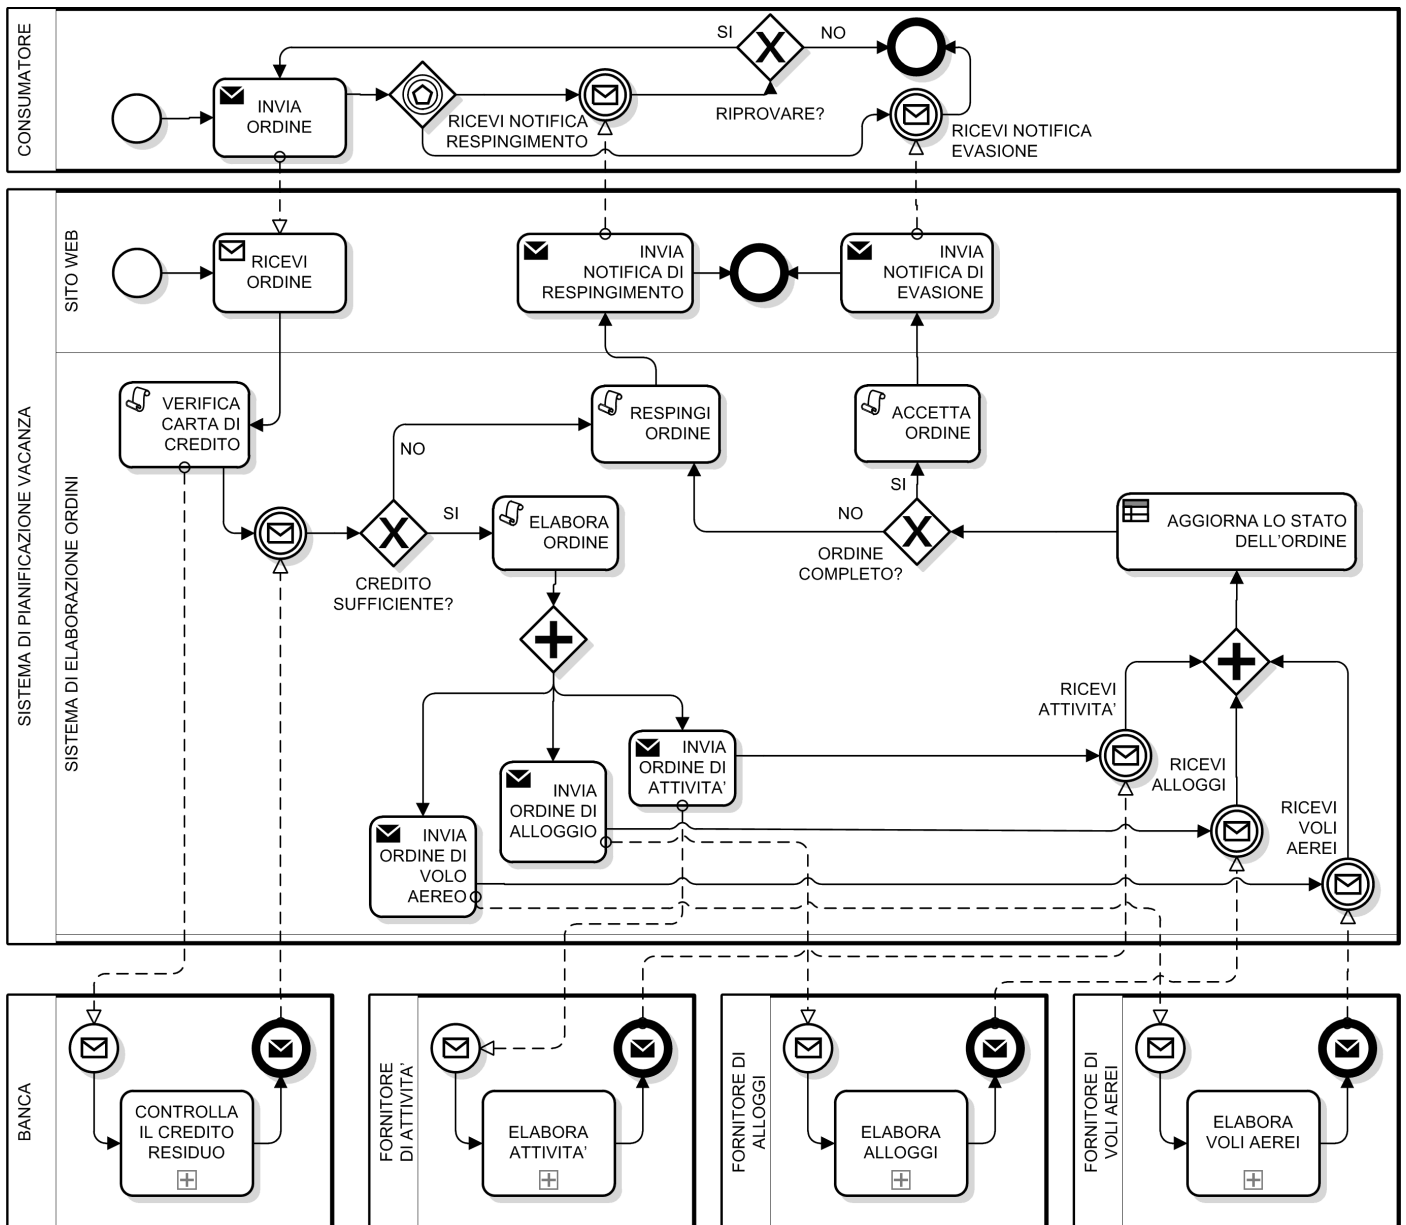 CONSUMATORE
INVIA
ORDINE
RICEVI NOTIFICA
RESPINGIMENTO
SI
NO
RIPROVARE?
RICEVI NOTIFICA
EVASIONE
SISTEMA DI PIANIFICAZIONE VACANZA
SITO WEB
RICEVI
ORDINE
INVIA
NOTIFICA DI
RESPINGIMENTO
INVIA
NOTIFICA DI
EVASIONE
SISTEMA DI ELABORAZIONE ORDINI
VERIFICA
CARTA DI
CREDITO
NO
SI
CREDITO
SUFFICIENTE?
RESPINGI
ORDINE
ELABORA
ORDINE
ACCETTA
ORDINE
SI
NO
ORDINE
COMPLETO?
AGGIORNA LO STATO
DELL'ORDINE
INVIA
ORDINE DI
ATTIVITA'
INVIA
ORDINE DI
ALLOGGIO
INVIA
ORDINE DI
VOLO
AEREO
RICEVI
ATTIVITA'
RICEVI
ALLOGGI
RICEVI
VOLI
AEREI
BANCA
CONTROLLA
IL CREDITO
RESIDUO
FORNITORE
DI ATTIVITA'
ELABORA
ATTIVITA'
FORNITORE DI
ALLOGGI
ELABORA
ALLOGGI
FORNITORE DI
VOLI AEREI
ELABORA
VOLI AEREI